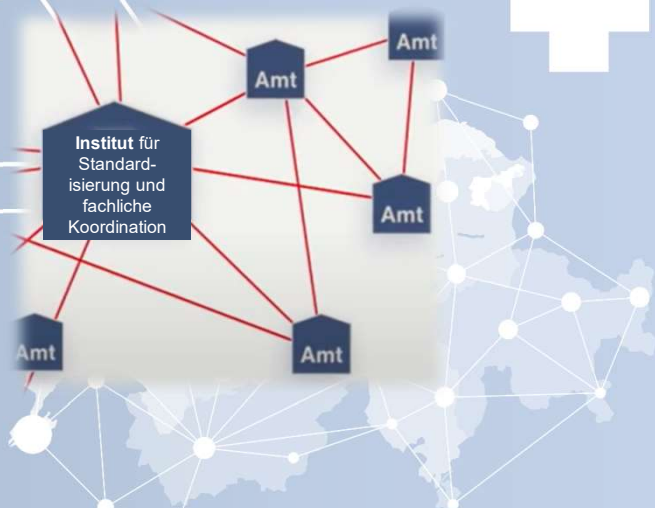 Amt
Amt
Institut für
Standard-
isierung und
fachliche
Koordination
Amt
Amt
Amt